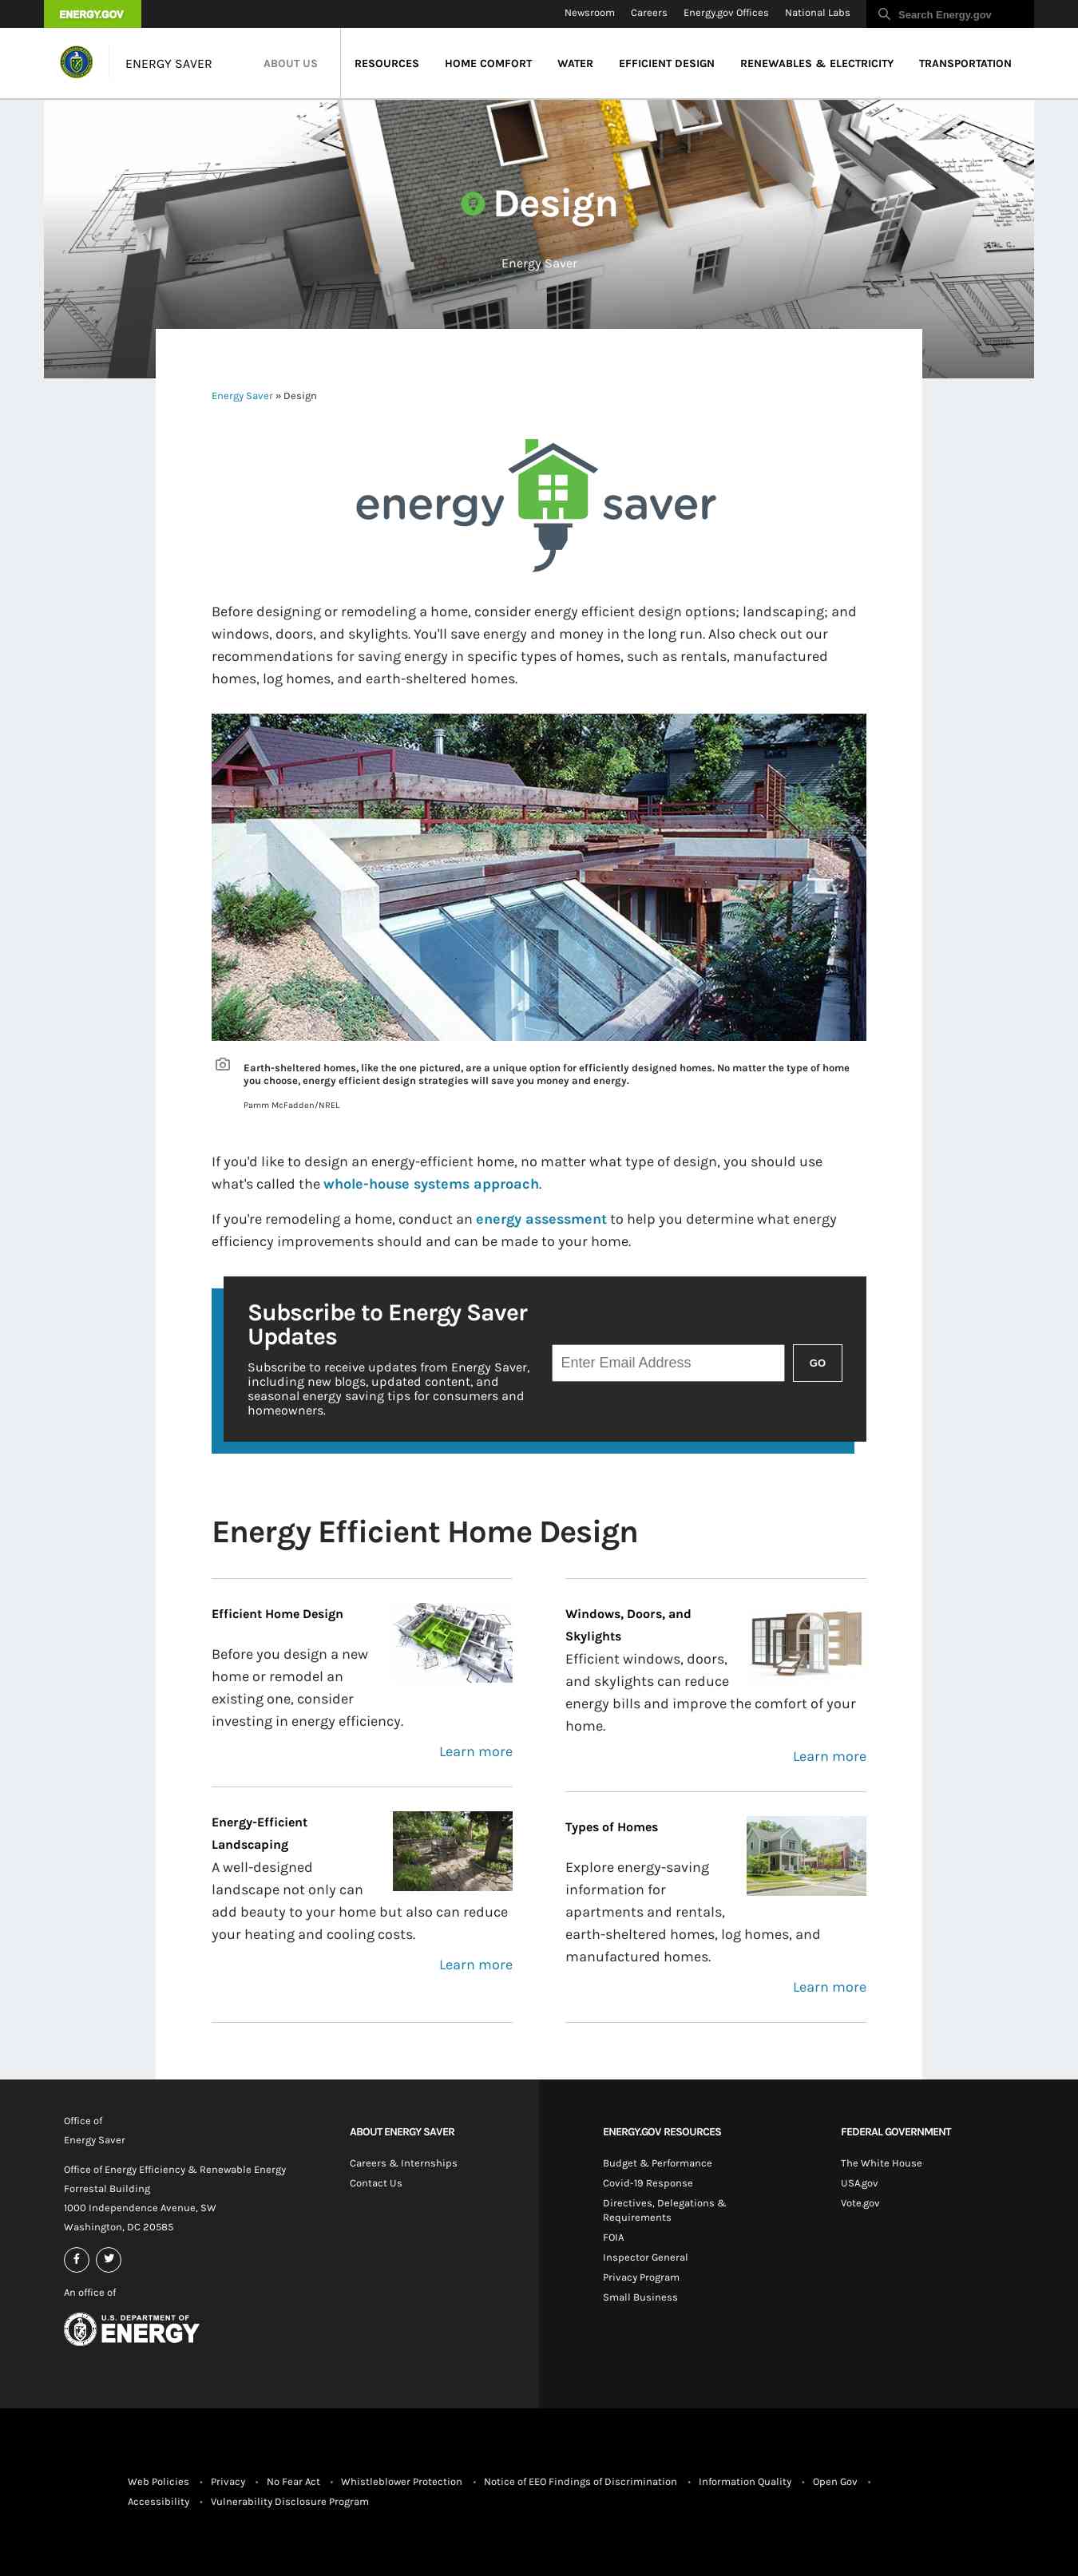 ENERGY.GOV
Newsroom Careers Energy.gov Offices National Labs Search Energy.gov
ENERGY SAVER ABOUT US RESOURCES HOME COMFORT WATER EFFICIENT DESIGN RENEWABLES & ELECTRICITY TRANSPORTATION
Design
Energy Saver
Energy Saver » Design
energy saver
Before designing or remodeling a home, consider energy efficient design options; landscaping; and
windows, doors, and skylights. You'll save energy and money in the long run. Also check out our
recommendations for saving energy in specific types of homes, such as rentals, manufactured
homes, log homes, and earth-sheltered homes.
Earth-sheltered homes, like the one pictured, are a unique option for efficiently designed homes. No matter the type of home
you choose, energy efficient design strategies will save you money and energy.
Pamm McFadden/NREL
If you'd like to design an energy-efficient home, no matter what type of design, you should use
what's called the whole-house systems approach.
If you're remodeling a home, conduct an energy assessment to help you determine what energy
efficiency improvements should and can be made to your home.
Subscribe to Energy Saver
Updates
Subscribe to receive updates from Energy Saver,
including new blogs, updated content, and
seasonal energy saving tips for consumers and
homeowners.
Enter Email Address
GO
Energy Efficient Home Design
Efficient Home Design
Before you design a new
home or remodel an
existing one, consider
investing in energy efficiency.
Learn more
Energy-Efficient
Landscaping
A well-designed
landscape not only can
add beauty to your home but also can reduce
your heating and cooling costs.
Learn more
Windows, Doors, and
Skylights
Efficient windows, doors,
and skylights can reduce
energy bills and improve the comfort of your
home.
Learn more
Types of Homes
Explore energy-saving
information for
apartments and rentals,
earth-sheltered homes, log homes, and
manufactured homes.
Learn more
Office of
Energy Saver
Office of Energy Efficiency & Renewable Energy
Forrestal Building
1000 Independence Avenue, SW
Washington, DC 20585
An office of
U.S. DEPARTMENT OF
ENERGY
ABOUT ENERGY SAVER
Careers & Internships
Contact Us
ENERGY.GOV RESOURCES
Budget & Performance
Covid-19 Response
Directives, Delegations &
Requirements
FOIA
Inspector General
Privacy Program
Small Business
FEDERAL GOVERNMENT
The White House
USA.gov
Vote.gov
Web Policies • Privacy • No Fear Act • Whistleblower Protection • Notice of EEO Findings of Discrimination • Information Quality • Open Gov •
Accessibility • Vulnerability Disclosure Program